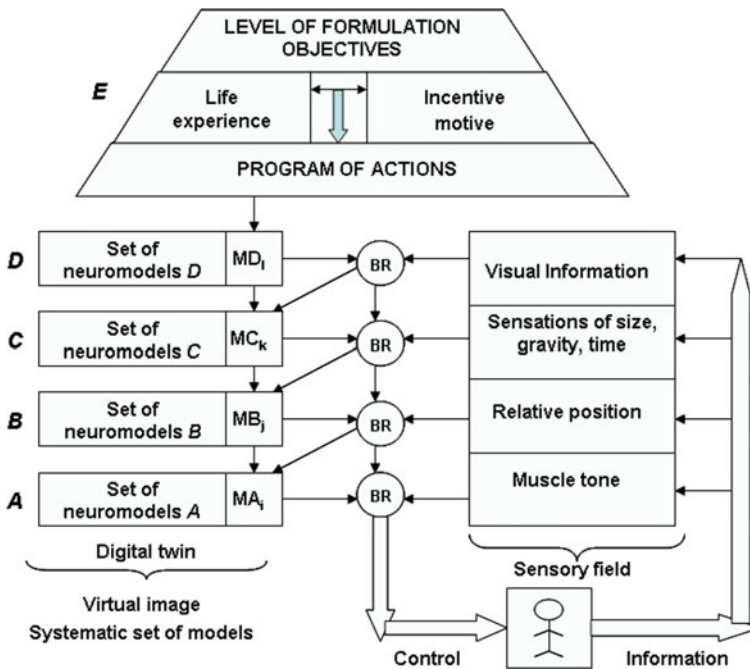 LEVEL OF FORMULATION
OBJECTIVES
E
Life
experience
Incentive
motive
PROGRAM OF ACTIONS
D
Set of
neuromodels D
MDl
BR
Visual Information
C
Set of
neuromodels C
MCk
BR
Sensations of size,
gravity, time
B
Set of
neuromodels B
MBj
BR
Relative position
A
Set of
neuromodels A
MAi
BR
Muscle tone
Digital twin
Virtual image
Systematic set of models
Sensory field
Control
Information